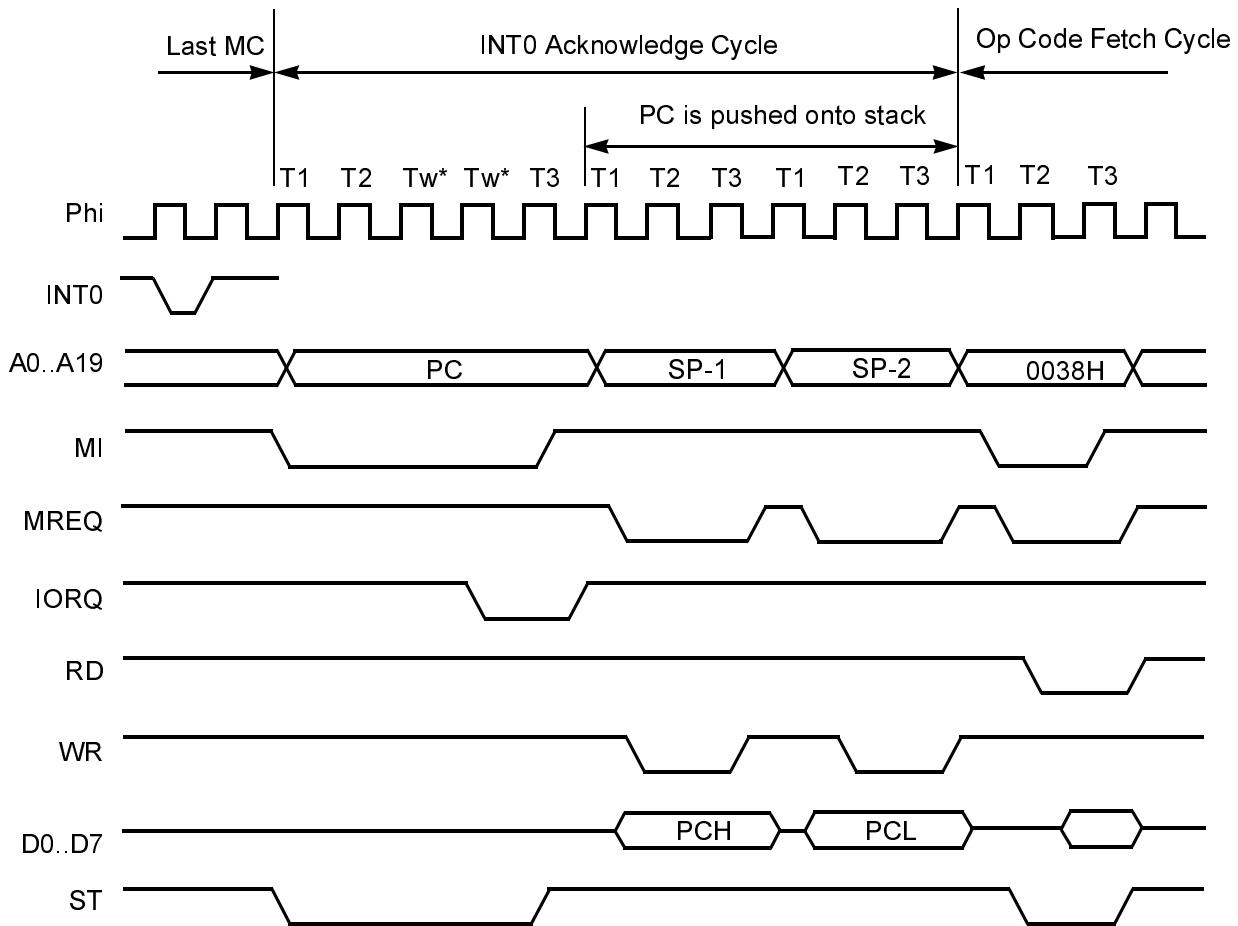 Last MC INT0 Acknowledge Cycle Op Code Fetch Cycle
PC is pushed onto stack
T1 T2 Tw* Tw* T3 T1 T2 T3 T1 T2 T3 T1 T2 T3
Phi
INT0
A0..A19 PC SP-1 SP-2 0038H
MI
MREQ
IORQ
RD
WR
D0..D7 PCH PCL
ST